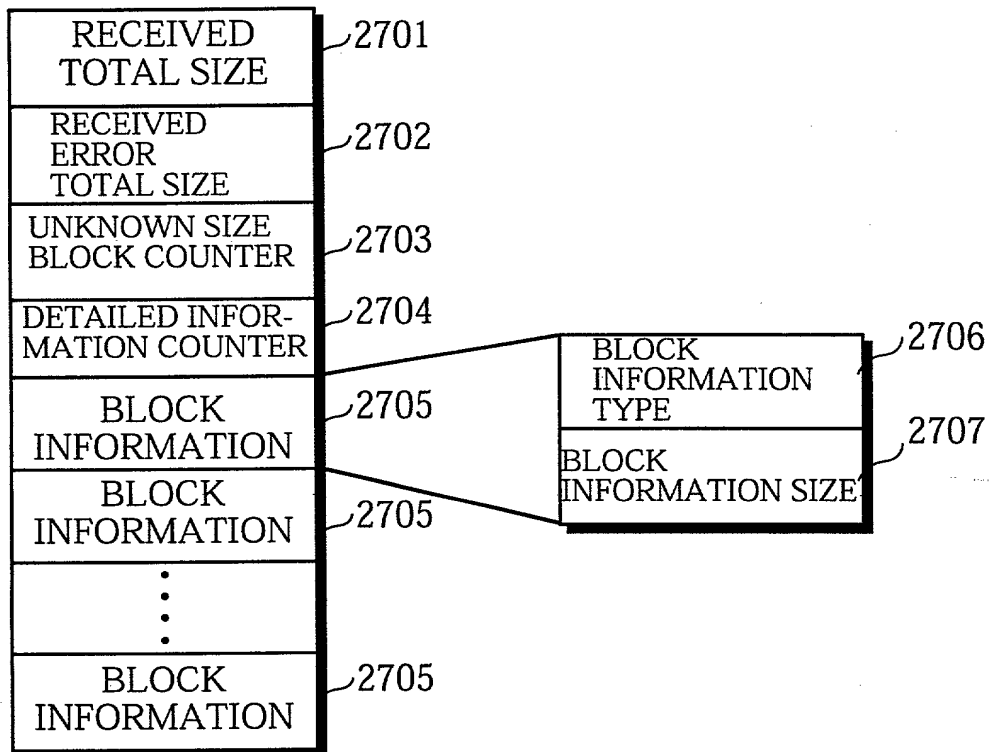 RECEIVED
TOTAL SIZE
2701
RECEIVED
ERROR
TOTAL SIZE
2702
UNKNOWN SIZE
BLOCK COUNTER
2703
DETAILED INFOR-
MATION COUNTER
2704
BLOCK
INFORMATION
2705
BLOCK
INFORMATION
2705
BLOCK
INFORMATION
2705
BLOCK
INFORMATION
TYPE
2706
BLOCK
INFORMATION SIZE
2707